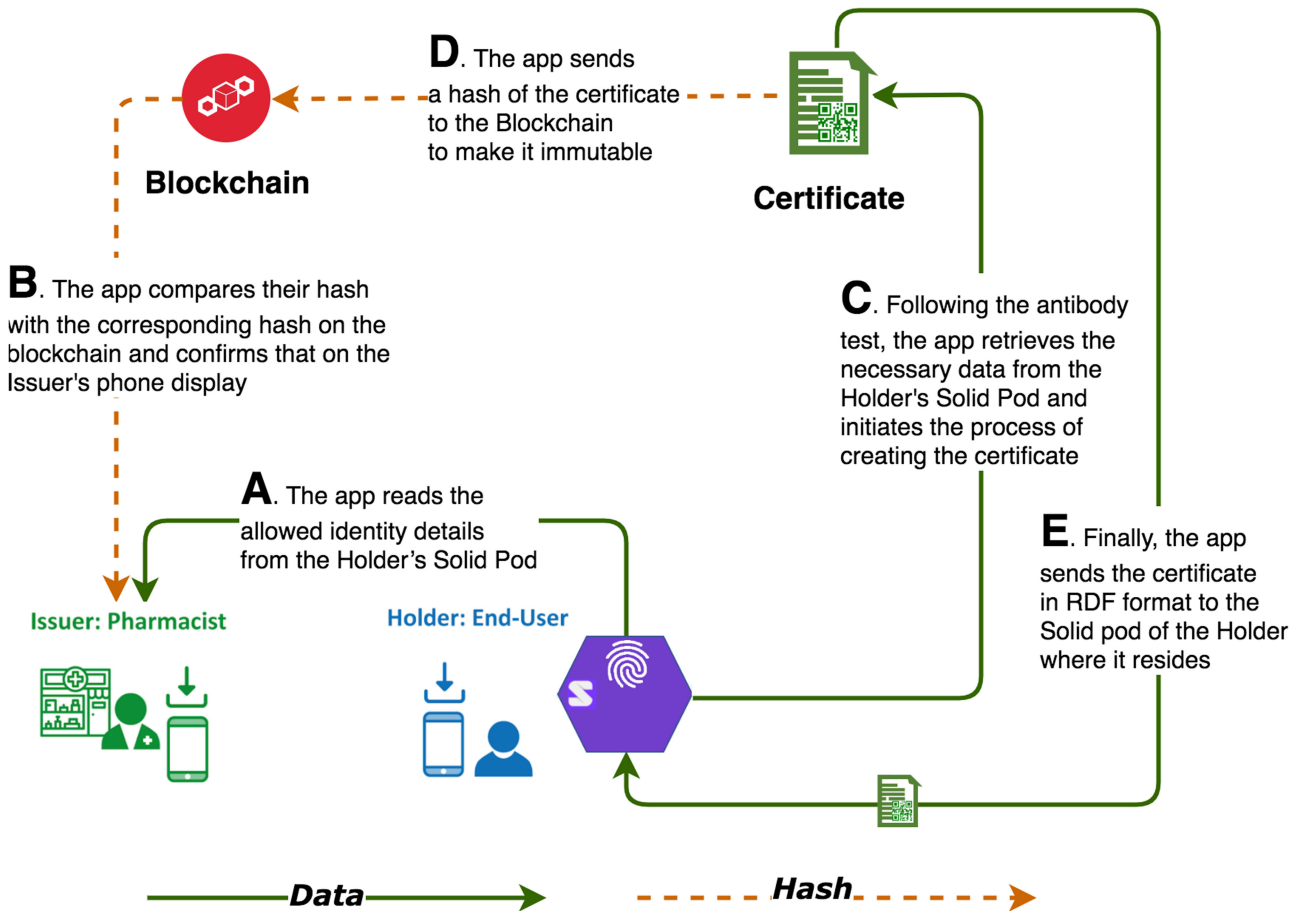 D. The app sends
a hash of the certificate
to the Blockchain
to make it immutable
Blockchain
Certificate
B. The app compares their hash
with the corresponding hash on the
blockchain and confirms that on the
Issuer's phone display
C. Following the antibody
test, the app retrieves the
necessary data from the
Holder's Solid Pod and
initiates the process of
creating the certificate
A. The app reads the
allowed identity details
from the Holder’s Solid Pod
E. Finally, the app
sends the certificate
in RDF format to the
Solid pod of the Holder
where it resides
Issuer: Pharmacist
Holder: End-User
Data
Hash